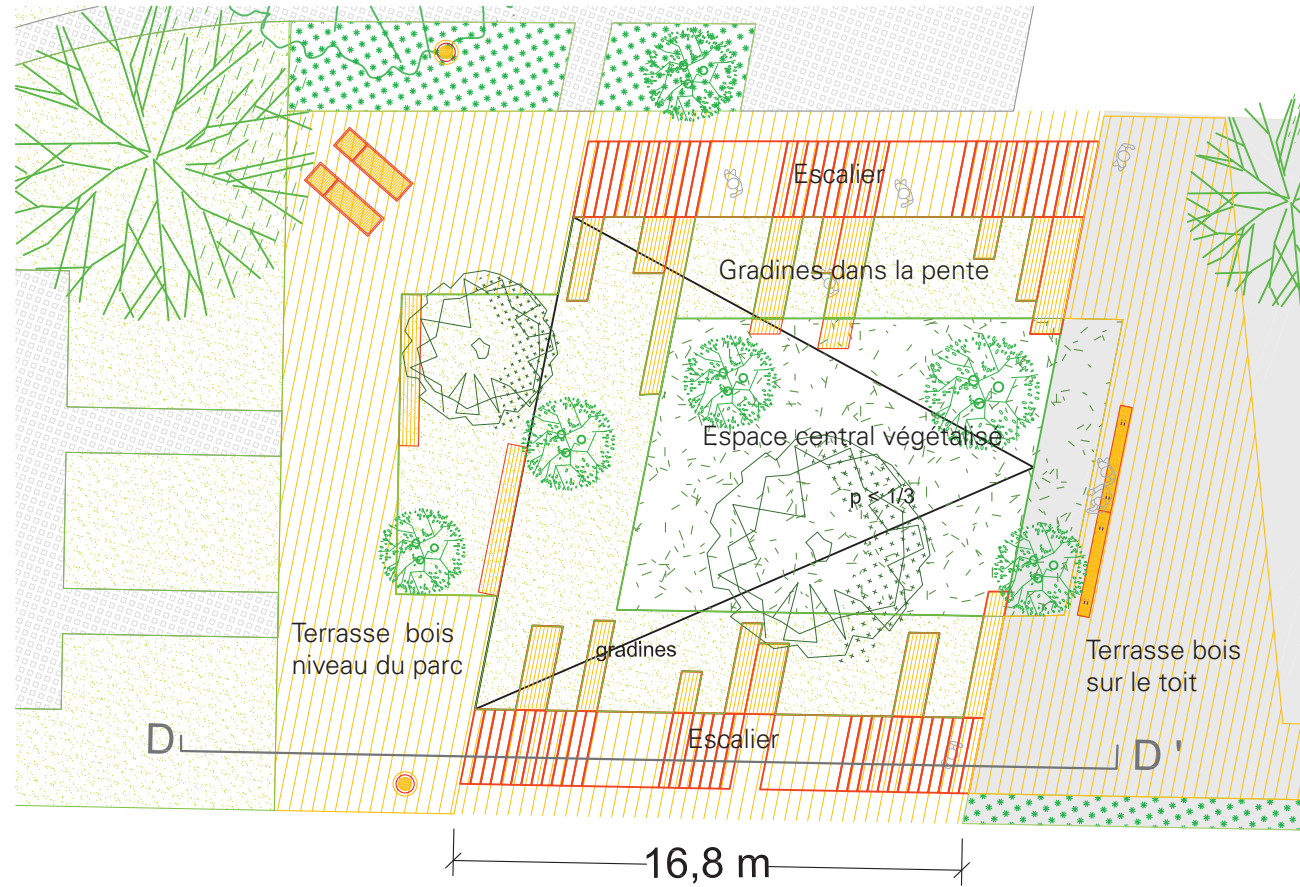 Escalier
Gradines dans la pente
Espace central végétalisé
p < 1/3
Terrasse bois
niveau du parc
gradines
Terrasse bois
sur le toit
D
Escalier
D '
16,8 m